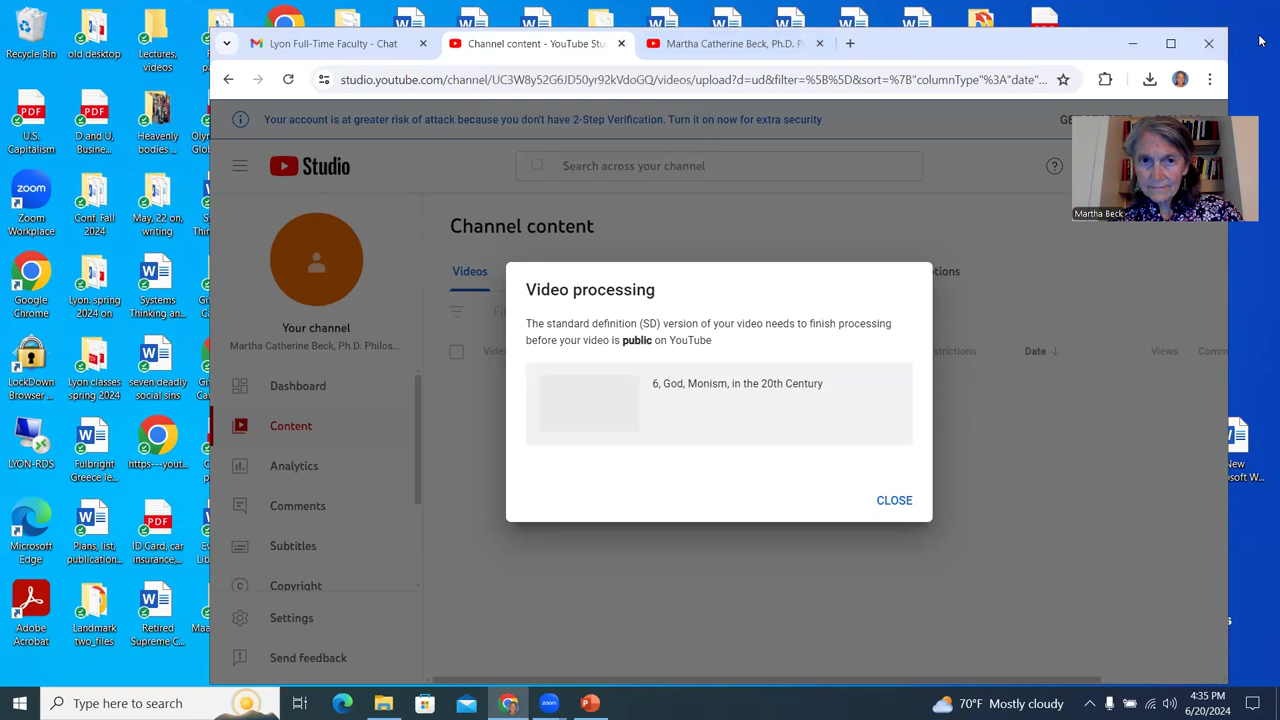 Recycle Bin
old desktop
Lectures, videos
U.S. Capitalism
D and U, Busine...
Heavenly bodies ...
Zoom Workplace
Conf. Fall 2024
May, 22 on, writing
Google Chrome
Lyon. spring 2024 on
Systems Thinking an...
LockDown Browser ...
Lyon classes spring 2024
seven deadly social sins
LYON-RDS
Fulbright Greece le...
https---yout...
Microsoft Edge
Plans, list, publication...
ID Card, car insurance,...
Adobe Acrobat
Landmark two_files
Retired Supreme C...
Lyon Full-Time Faculty - Chat
Channel content - YouTube Stu
Martha Catherine Beck, Ph.D. P
studio.youtube.com/channel/UC3W8y52G6JD50yr92kVdoGQ/videos/upload?d=ud&filter=%5B%5D&sort=%7B"columnType"%3A"date"...
Your account is at greater risk of attack because you don't have 2-Step Verification. Turn it on now for extra security
Studio
Search across your channel
Martha Beck
Channel content
Videos
Your channel
Martha Catherine Beck, Ph.D. Philos...
Dashboard
Content
Analytics
Comments
Subtitles
Copyright
Settings
Send feedback
Date
Views
Comm
Video processing
The standard definition (SD) version of your video needs to finish processing
before your video is public on YouTube
6, God, Monism, in the 20th Century
CLOSE
New
osoft W...
Type here to search
zoom
70°F Mostly cloudy
4:35 PM
6/20/2024